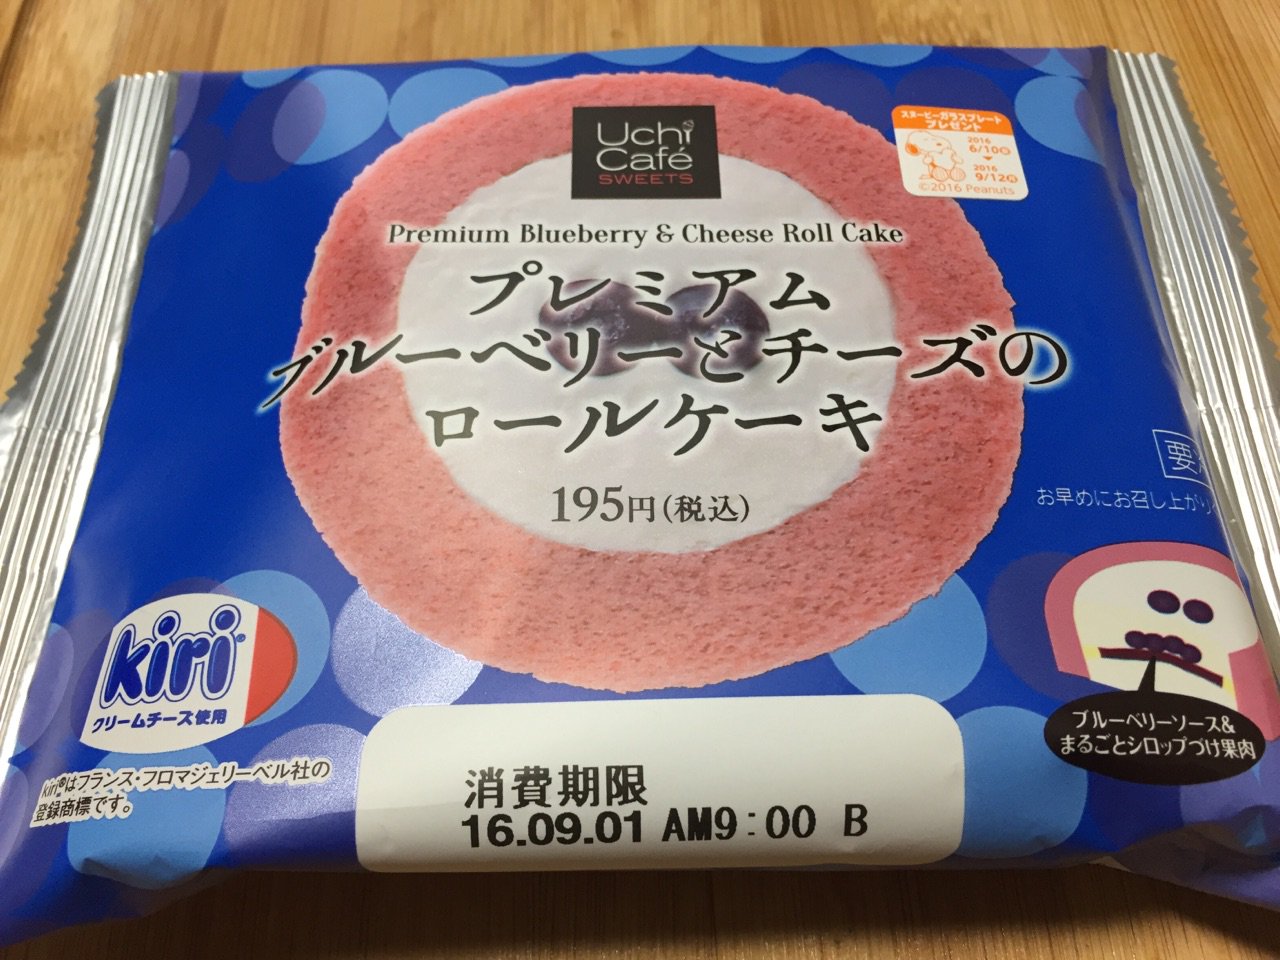 Uchi
Café
SWEETS
スヌーピーガラスプレート
プレゼント
2016
6/10㊎
2016
9/12㊊
©2016 Peanuts
Premium Blueberry & Cheese Roll Cake
プレミアム
ブルーベリーとチーズの
ロールケーキ
195円(税込)
要
お早めにお召し上がり
kiri®
クリームチーズ使用
kiri®はフランス・フロマジェリーベル社の
登録商標です。
ブルーベリーソース&
まるごとシロップづけ果肉
消費期限
16.09.01 AM9:00 B